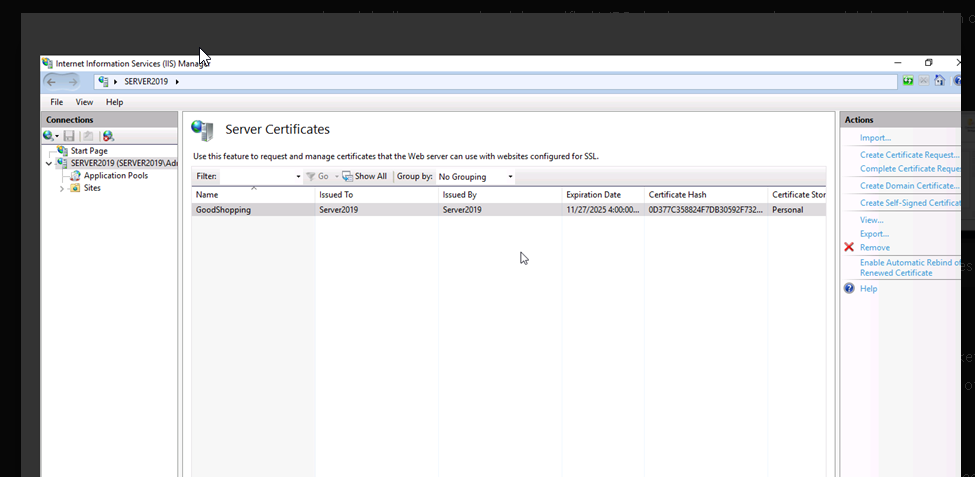 Internet Information Services (IIS) Manager
SERVER2019
File View Help
Connections
Start Page
SERVER2019 (SERVER2019\Adm
Application Pools
Sites
Server Certificates
Use this feature to request and manage certificates that the Web server can use with websites configured for SSL.
Filter: Go Show All Group by: No Grouping
Name Issued To Issued By Expiration Date Certificate Hash Certificate Stor
GoodShopping Server2019 Server2019 11/27/2025 4:00:00... 0D377C358824F7DB30592F732... Personal
Actions
Import...
Create Certificate Request...
Complete Certificate Reques
Create Domain Certificate...
Create Self-Signed Certificat
View...
Export...
Remove
Enable Automatic Rebind of
Renewed Certificate
Help